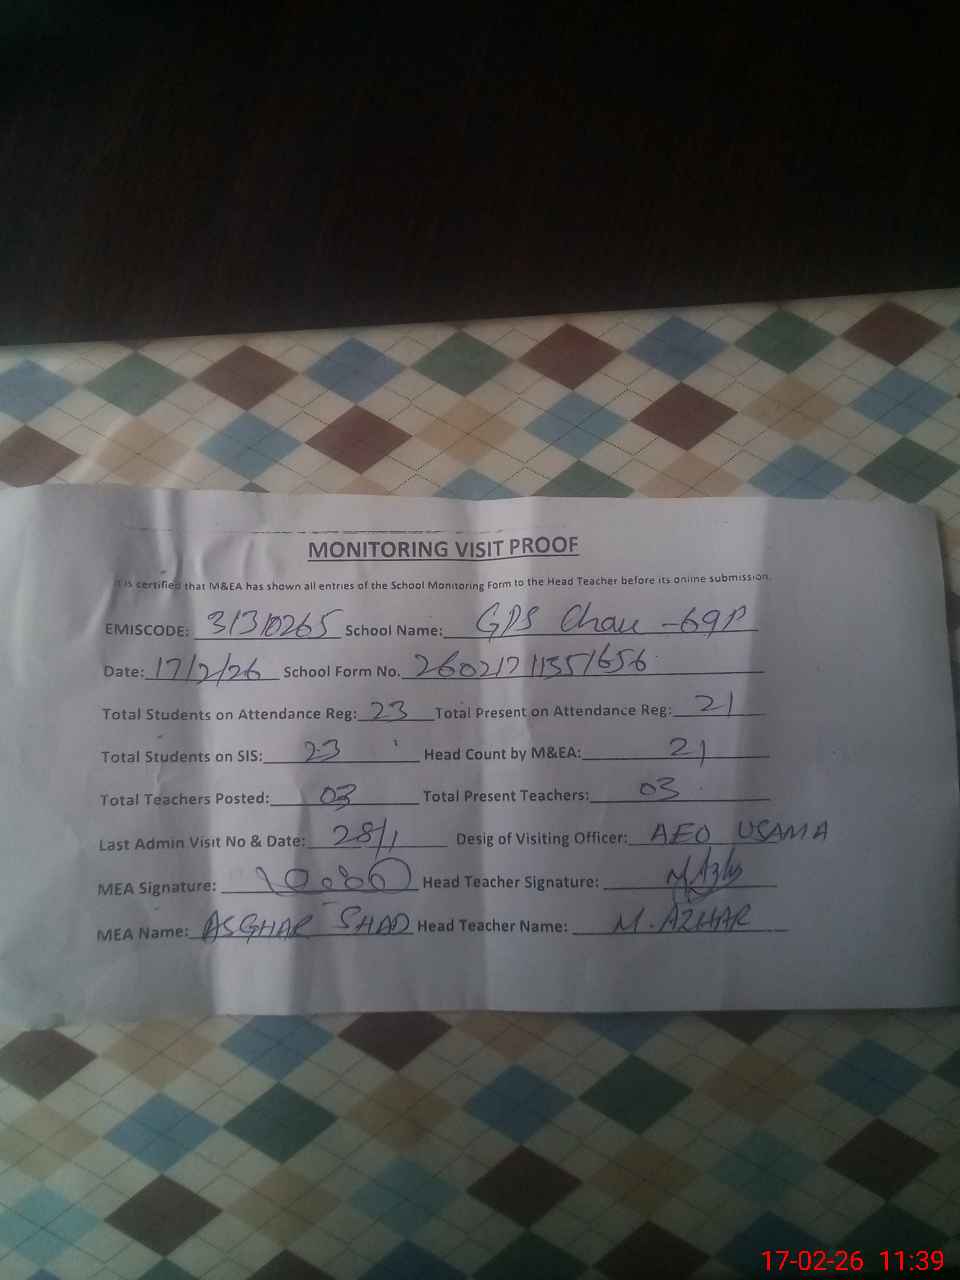 MONITORING VISIT PROOF
It is certified that M&EA has shown all entries of the School Monitoring Form to the Head Teacher before its online submission.
EMISCODE: 31310265 School Name: GPS Chak -69P
Date: 17/2/26 School Form No. 26021711351656
Total Students on Attendance Reg: 23 Total Present on Attendance Reg: 21
Total Students on SIS: 23 Head Count by M&EA: 21
Total Teachers Posted: 03 Total Present Teachers: 03
Last Admin Visit No & Date: 28/1 Desig of Visiting Officer: AEO USAMA
MEA Signature: Head Teacher Signature: M Azhr
MEA Name: ASGHAR SHAD Head Teacher Name: M. AZHAR
17-02-26 11:39